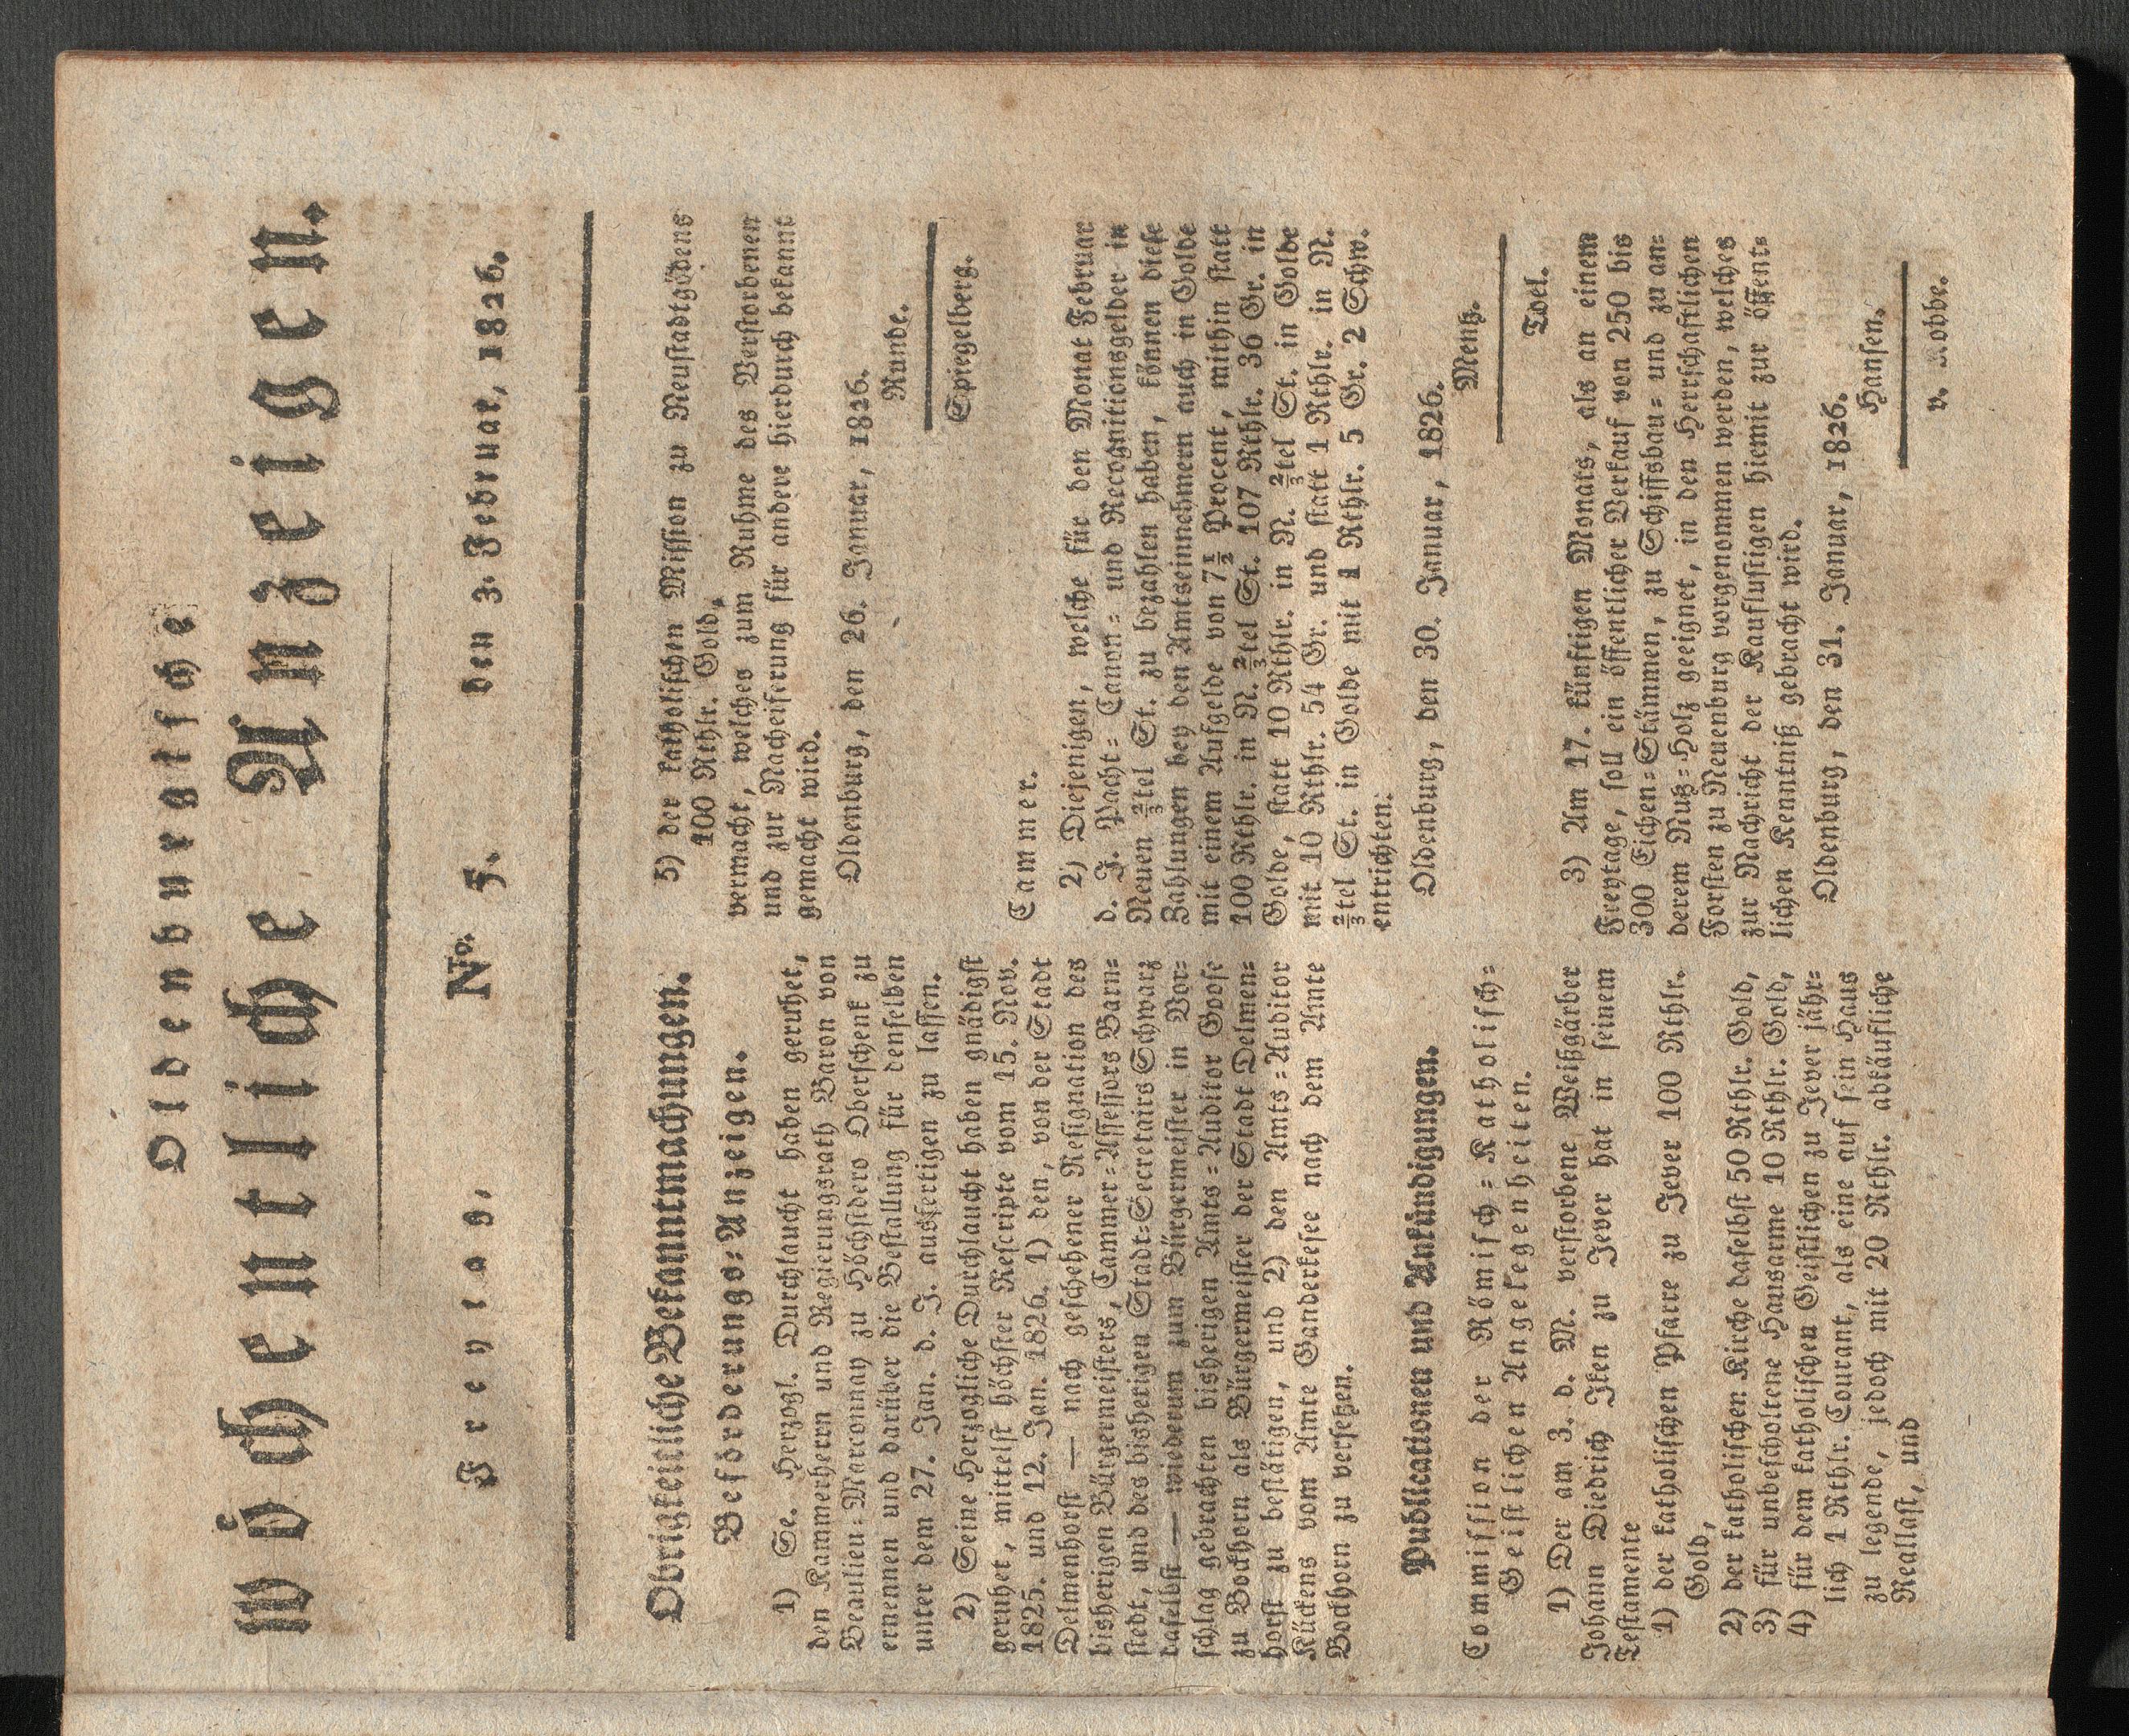 Oldenburgische
wöchentliche Anzeigen.
Freytag, No. 5. den 3. Februar, 1826.
Obrigkeitliche Bekanntmachungen.
Beförderungs-Anzeigen.
1) Se. Herzogl. Durchlaucht haben geruhet,
den Kammerherrn und Regierungsrath Baron von
Beaulieu-Marconnay zu Höchstdero Oberschenk zu
ernennen und darüber die Bestallung für denselben
unter dem 27. Jan. d. J. ausfertigen zu lassen.
2) Seine Herzogliche Durchlaucht haben gnädigst
geruhet, mittelst höchster Rescripte vom 15. Nov.
1825. und 12. Jan. 1826. 1) den, von der Stadt
Delmenhorst — nach geschehener Resignation des
bisherigen Bürgermeisters, Cammer-Assessors Barn-
stedt, und des bisherigen Stadt-Secretairs Schwarz
daselbst — wiederum zum Bürgermeister in Vor-
schlag gebrachten bisherigen Amts-Auditor Goose
zu Bockhorn als Bürgermeister der Stadt Delmen-
horst zu bestätigen, und 2) den Amts-Auditor
Kückens vom Amte Ganderkesee nach dem Amte
Bockhorn zu versetzen.
Publicationen und Ankündigungen.
Commission der Römisch-Katholisch-
Geistlichen Angelegenheiten.
1) Der am 3. d. M. verstorbene Weißgärber
Johann Diedrich Iken zu Jever hat in seinem
Testamente
1) der katholischen Pfarre zu Jever 100 Rthlr.
Gold,
2) der katholischen Kirche daselbst 50 Rthlr. Gold,
3) für unbescholtene Hausarme 10 Rthlr. Gold,
4) für dem katholischen Geistlichen zu Jever jähr-
lich 1 Rthlr. Courant, als eine auf sein Haus
zu legende, jedoch mit 20 Rthlr. abkäufliche
Reallast, und
5) der katholischen Mission zu Neustadtgödens
100 Rthlr. Gold,
vermacht, welches zum Ruhme des Verstorbenen
und zur Nacheiferung für andere hierdurch bekannt
gemacht wird.
Oldenburg, den 26. Januar, 1826.
Runde.
Spiegelberg.
Cammer.
2) Diejenigen, welche für den Monat Februar
d. J. Pacht- Canon- und Recognitionsgelder in
Neuen ⅔tel St. zu bezahlen haben, können diese
Zahlungen bey den Amtseinnehmern auch in Golde
mit einem Aufgelde von 7½ Procent, mithin statt
100 Rthlr. in N. ⅔tel St. 107 Rthlr. 36 Gr. in
Golde, statt 10 Rthlr. in N. ⅔tel St. in Golde
mit 10 Rthlr. 54 Gr. und statt 1 Rthlr. in N.
⅔tel St. in Golde mit 1 Rthlr. 5 Gr. 2 Schw.
entrichten.
Oldenburg, den 30. Januar, 1826.
Mentz.
Toel.
3) Am 17. künftigen Monats, als an einem
Freytage, soll ein öffentlicher Verkauf von 250 bis
300 Eichen-Stämmen, zu Schiffsbau- und zu an-
derem Nutz-Holz geeignet, in den Herrschaftlichen
Forsten zu Neuenburg vorgenommen werden, welches
zur Nachricht der Kauflustigen hiemit zur öffent-
lichen Kenntniß gebracht wird.
Oldenburg, den 31. Januar, 1826.
Hansen.
v. Kobbe.